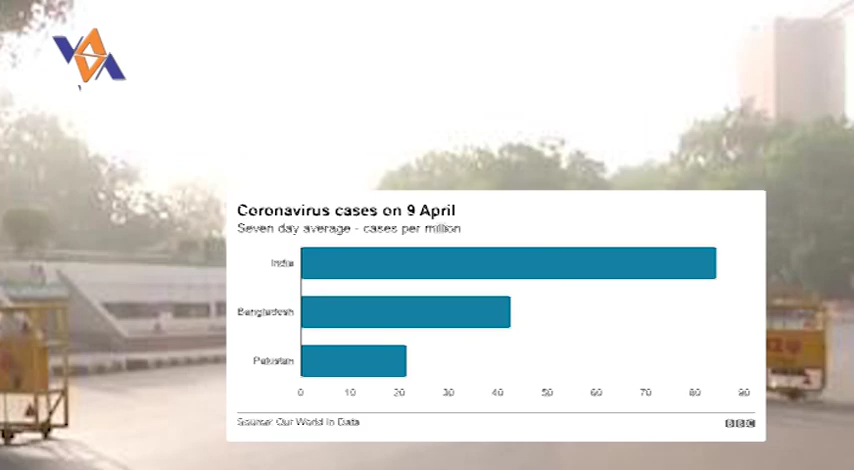 Coronavirus cases on 9 April
Seven day average - cases per million
India
Bangladesh
Pakistan
0 10 20 30 40 50 60 70 80 90
Source: Our World in Data
BBC